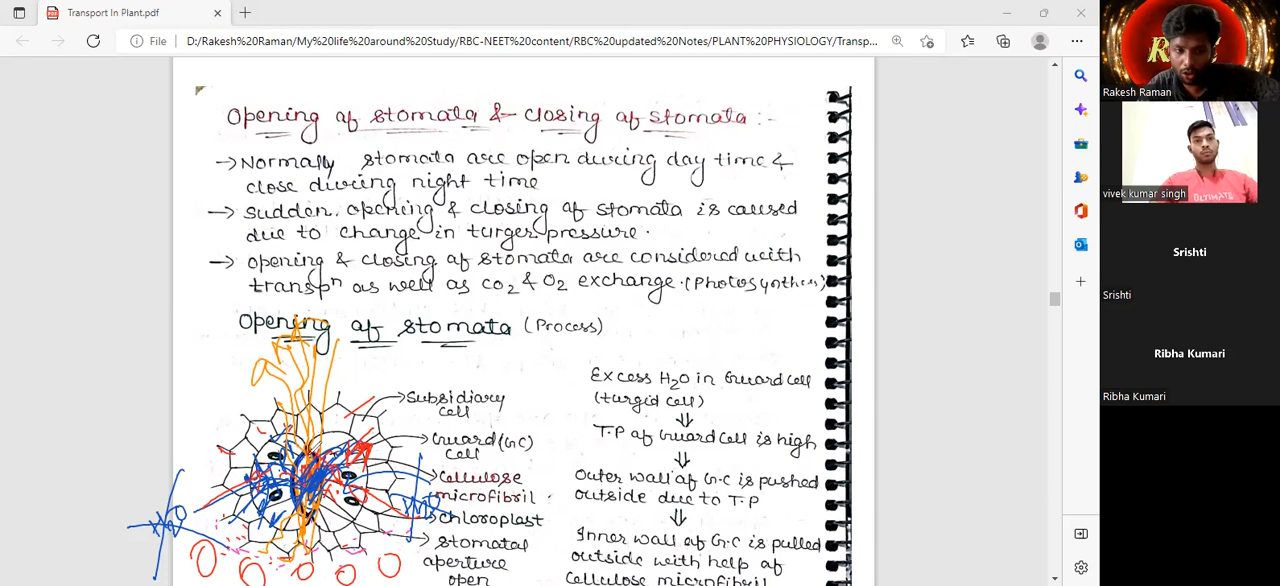 Transport In Plant.pdf
File
D:/Rakesh%20Raman/My%20life%20around%20Study/RBC-NEET%20content/RBC%20updated%20Notes/PLANT%20PHYSIOLOGY/Transp...
Rakesh Raman
vivek kumar singh
ULTIMATE
Srishti
Srishti
Ribha Kumari
Ribha Kumari
Opening of stomata & closing of stomata :-
→ Normally stomata are open during day time &
close during night time
→ sudden opening & closing of stomata is caused
due to change in turger pressure.
→ opening & closing of stomata are considered with
transpⁿ as well as CO2 & O2 exchange. (Photosynthesis)
Opening of stomata (Process)
Subsidiary
cell
Guard (GC)
cell
Cellulose
microfibril
chloroplast
stomatal
aperture
open
Excess H2O in Guard cell
(turgid cell)
⇓
T.P of Guard cell is high
⇓
Outer wall of G.C is pushed
outside due to T.P
⇓
Inner wall of G.C is pulled
outside with help of
cellulose microfibril